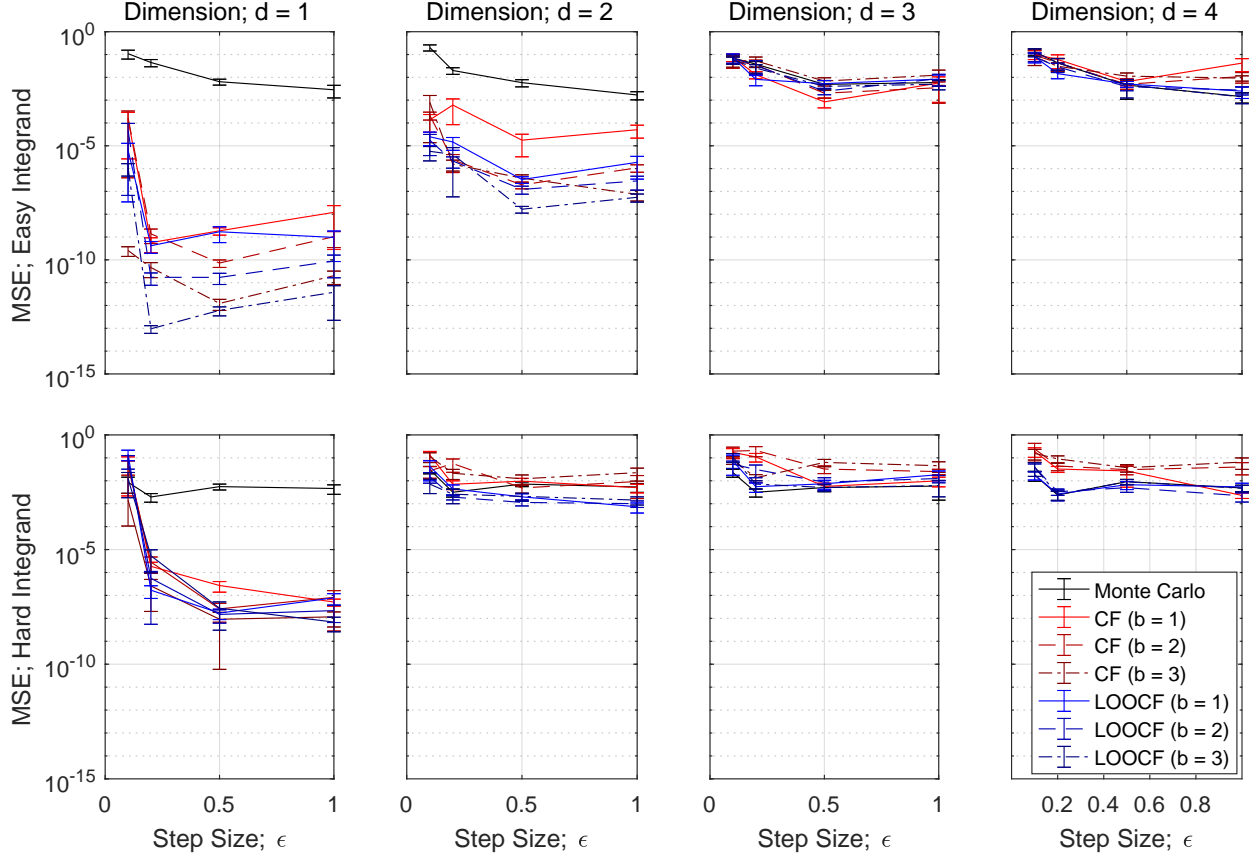 Dimension; d = 1
Dimension; d = 2
Dimension; d = 3
Dimension; d = 4
MSE; Easy Integrand
10^0
10^-5
10^-10
10^-15
MSE; Hard Integrand
10^0
10^-5
10^-10
10^-15
Monte Carlo
CF (b = 1)
CF (b = 2)
CF (b = 3)
LOOCF (b = 1)
LOOCF (b = 2)
LOOCF (b = 3)
0 0.5 1
0 0.5 1
0 0.5 1
0.2 0.4 0.6 0.8
Step Size; ϵ
Step Size; ϵ
Step Size; ϵ
Step Size; ϵ